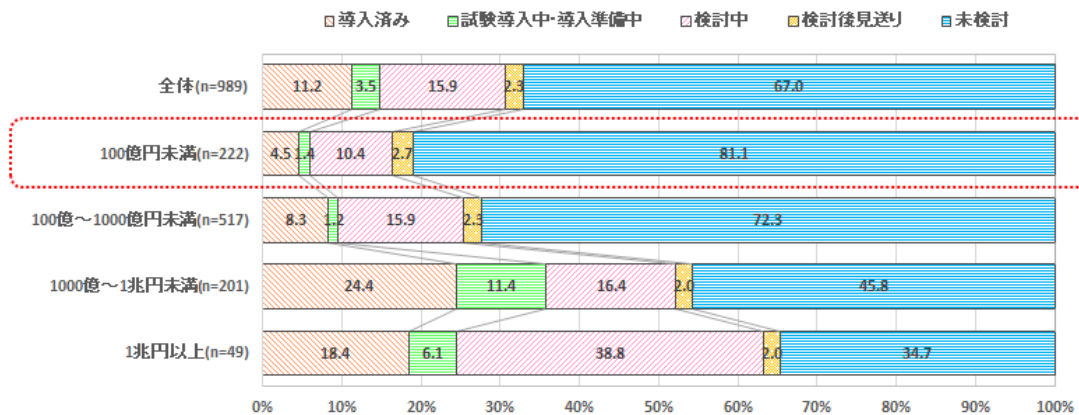 導入済み 試験導入中・導入準備中 検討中 検討後見送り 未検討
全体(n=989) 11.2 3.5 15.9 2.3 67.0
100億円未満(n=222) 4.5 1.4 10.4 2.7 81.1
100億～1000億円未満(n=517) 8.3 1.2 15.9 2.3 72.3
1000億～1兆円未満(n=201) 24.4 11.4 16.4 2.0 45.8
1兆円以上(n=49) 18.4 6.1 38.8 2.0 34.7
0% 10% 20% 30% 40% 50% 60% 70% 80% 90% 100%